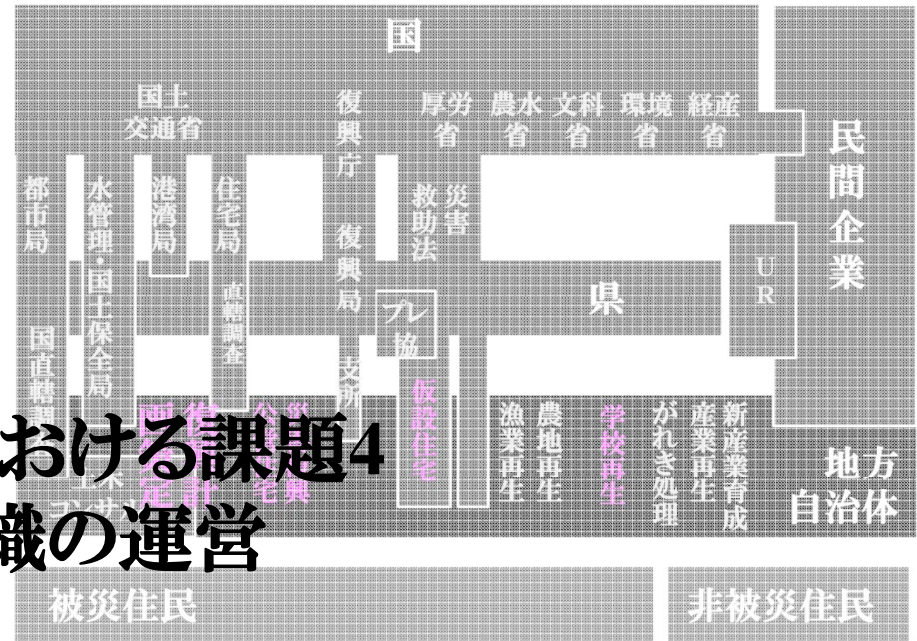 国
国土
交通省
復興庁
厚労省
農水省
文科省
環境省
経産省
民間企業
都市局
水管理・国土保全局
港湾局
住宅局
復興局
災害
救助法
UR
県
直轄調査
プレ協
支所
国直轄調
仮設住宅
漁業再生
農地再生
学校再生
がれき処理
産業再生
新産業育成
地方
自治体
おける課題4
の運営
被災住民
非被災住民